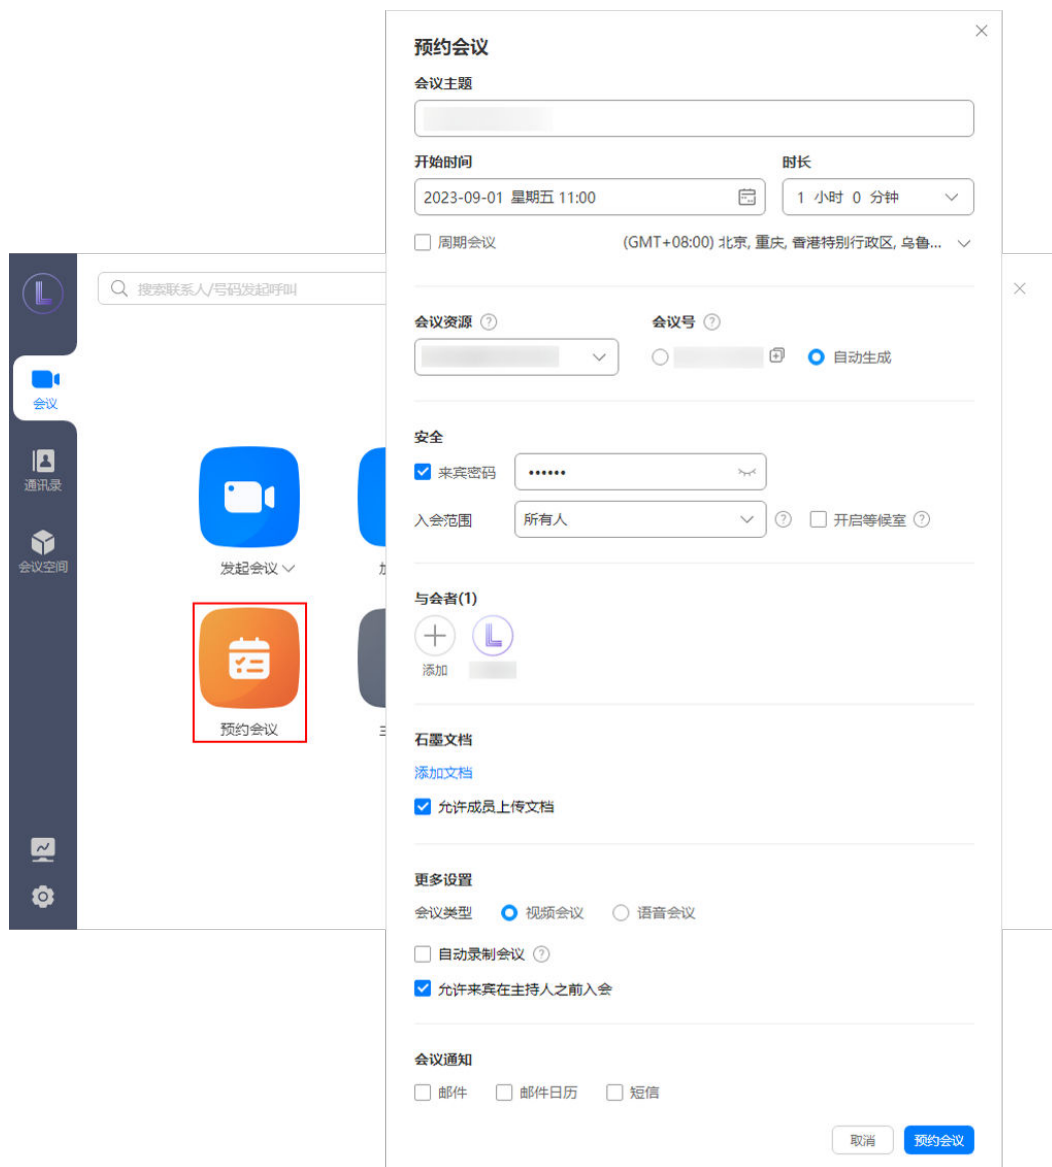 预约会议
会议主题
开始时间 时长
2023-09-01 星期五 11:00 1 小时 0 分钟
周期会议 (GMT+08:00) 北京, 重庆, 香港特别行政区, 乌鲁...
搜索联系人/号码发起呼叫
会议资源 会议号
自动生成
会议
安全
来宾密码 ••••••
通讯录
入会范围 所有人 开启等候室
会议空间
发起会议
与会者(1)
添加
预约会议
石墨文档
添加文档
允许成员上传文档
更多设置
会议类型 视频会议 语音会议
自动录制会议
允许来宾在主持人之前入会
会议通知
邮件 邮件日历 短信
取消 预约会议